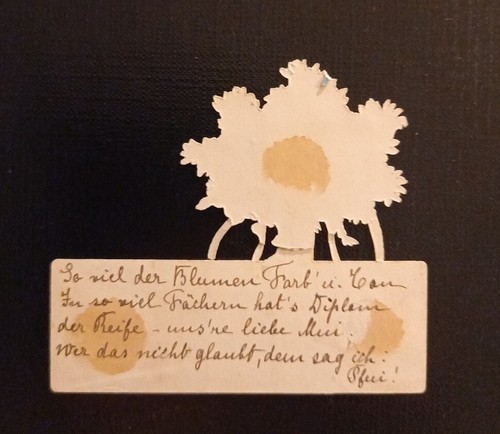 So viel der Blumen Farb' u. Ton
In so viel Fächern hat's Diplom
der Reife - uns're liebe Mui.
Wer das nicht glaubt, dem sag ich:
Pfui!